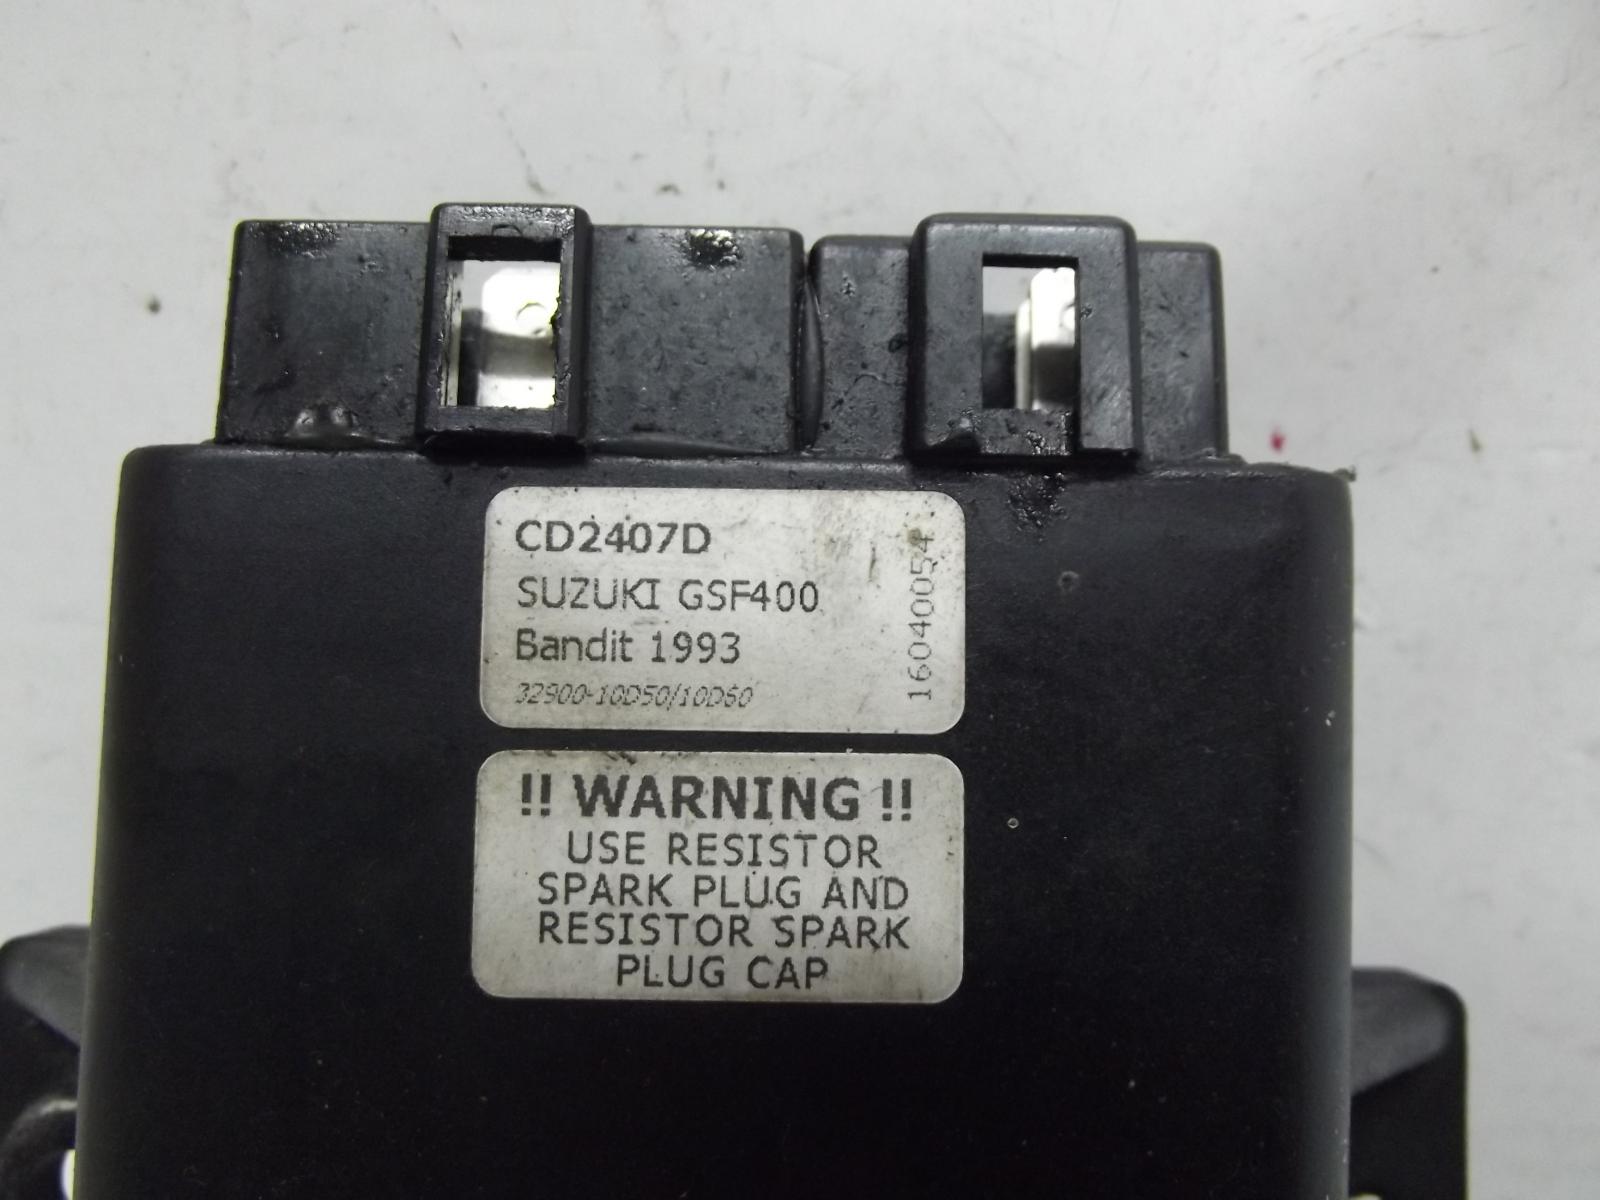 CD2407D
SUZUKI GSF400
Bandit 1993
32900-10D50/10D60
16040054
!! WARNING !!
USE RESISTOR
SPARK PLUG AND
RESISTOR SPARK
PLUG CAP